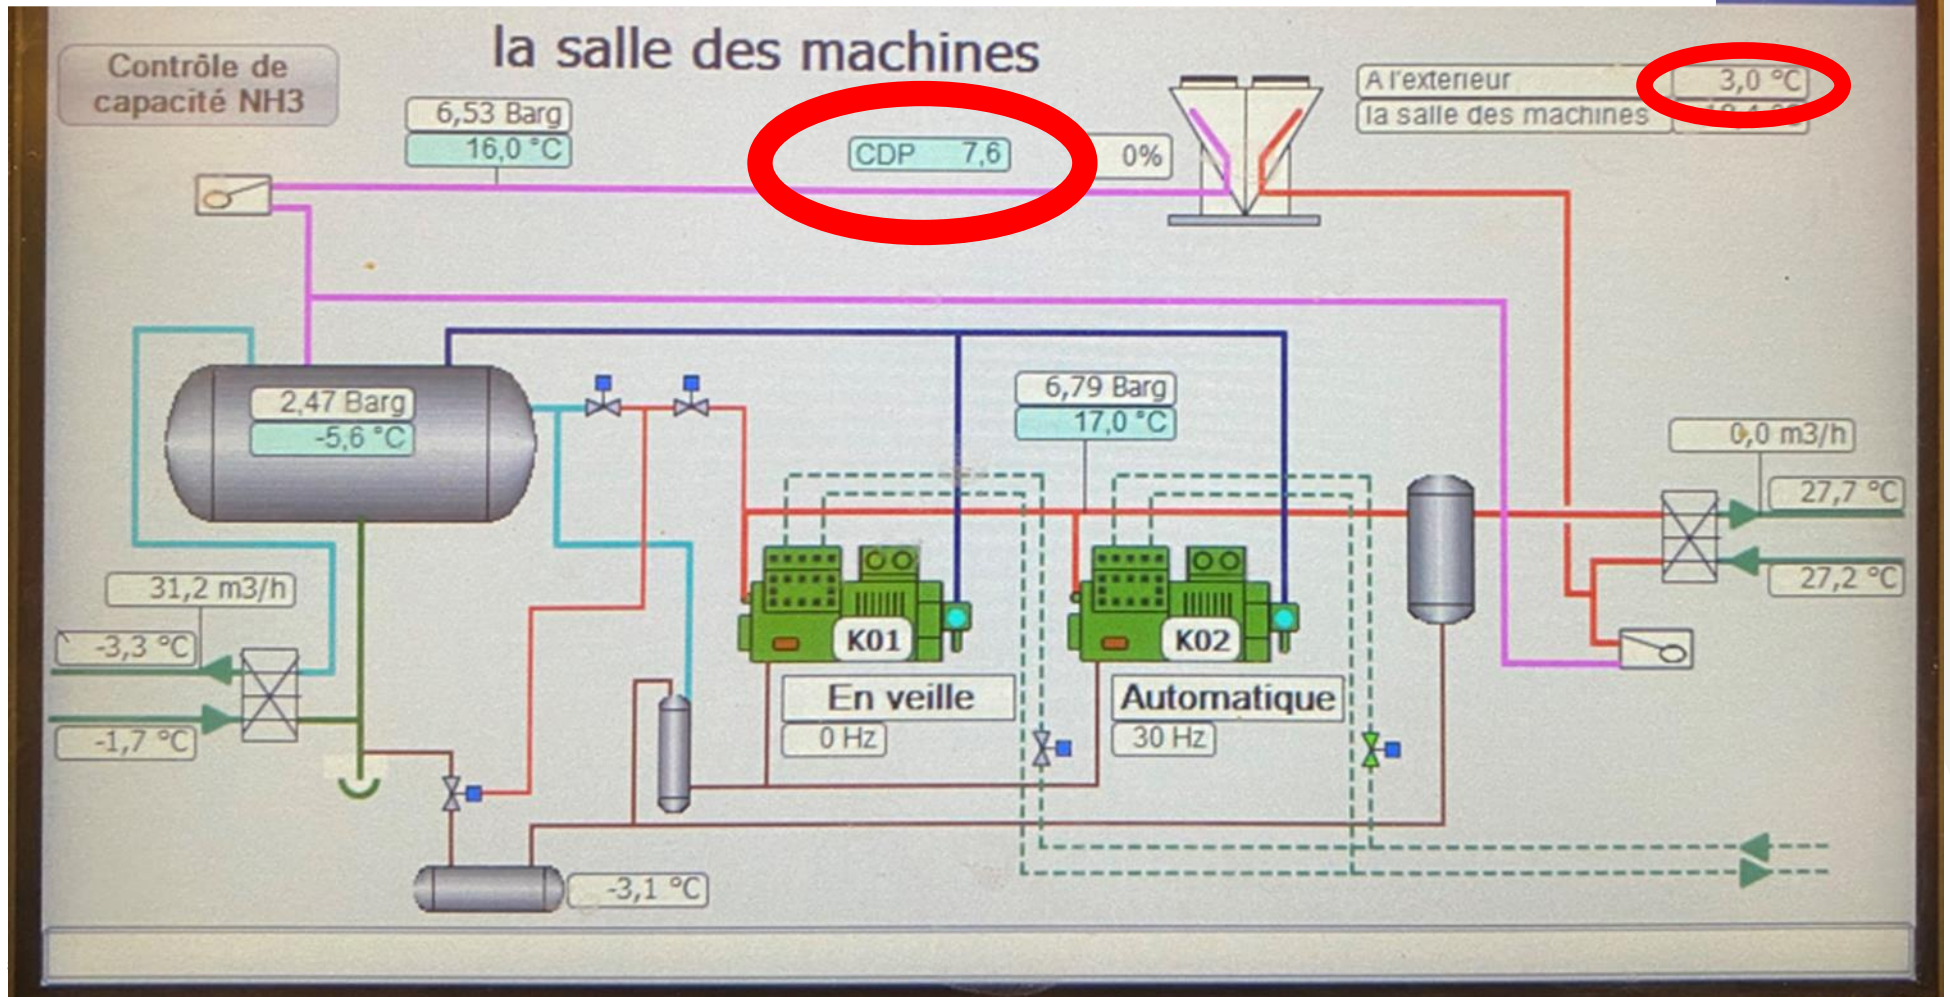 la salle des machines
Contrôle de
capacité NH3
6,53 Barg
16,0 °C
CDP 7,6
0%
A l'exterieur 3,0 °C
la salle des machines
2,47 Barg
-5,6 °C
6,79 Barg
17,0 °C
0,0 m3/h
27,7 °C
27,2 °C
31,2 m3/h
-3,3 °C
-1,7 °C
K01
K02
En veille
Automatique
0 Hz
30 Hz
-3,1 °C